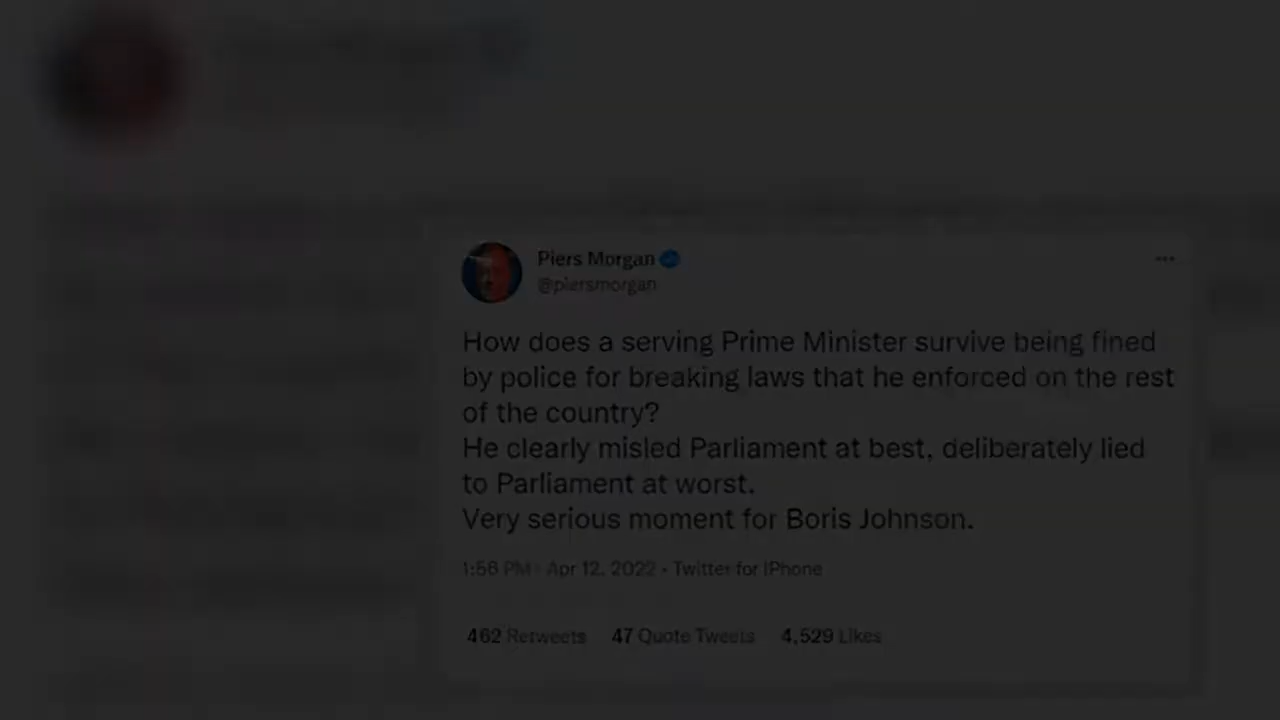 Piers Morgan
@piersmorgan
How does a serving Prime Minister survive being fined
by police for breaking laws that he enforced on the rest
of the country?
He clearly misled Parliament at best, deliberately lied
to Parliament at worst.
Very serious moment for Boris Johnson.
1:56 PM · Apr 12, 2022 · Twitter for iPhone
462 Retweets 47 Quote Tweets 4,529 Likes